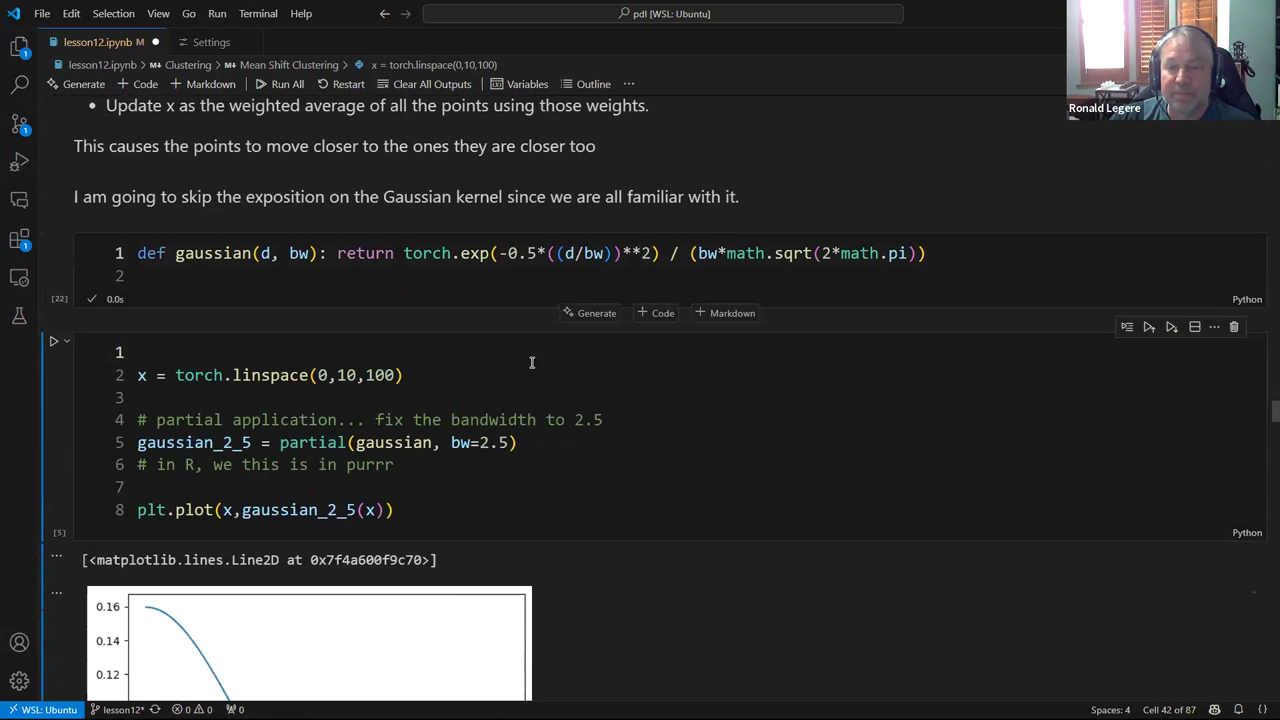 File Edit Selection View Go Run Terminal Help
pdl [WSL: Ubuntu]
lesson12.ipynb M
Settings
lesson12.ipynb > Clustering > Mean Shift Clustering > x = torch.linspace(0,10,100)
Generate + Code + Markdown Run All Restart Clear All Outputs Variables Outline ...
Ronald Legere
• Update x as the weighted average of all the points using those weights.
This causes the points to move closer to the ones they are closer too
I am going to skip the exposition on the Gaussian kernel since we are all familiar with it.
1 def gaussian(d, bw): return torch.exp(-0.5*((d/bw))**2) / (bw*math.sqrt(2*math.pi))
2
[22] 0.0s Python
Generate + Code + Markdown
1
2 x = torch.linspace(0,10,100)
3
4 # partial application... fix the bandwidth to 2.5
5 gaussian_2_5 = partial(gaussian, bw=2.5)
6 # in R, we this is in purrr
7
8 plt.plot(x,gaussian_2_5(x))
[5] Python
[<matplotlib.lines.Line2D at 0x7f4a600f9c70>]
0.16
0.14
0.12
WSL: Ubuntu lesson12* 0 0 0 Spaces: 4 Cell 42 of 87